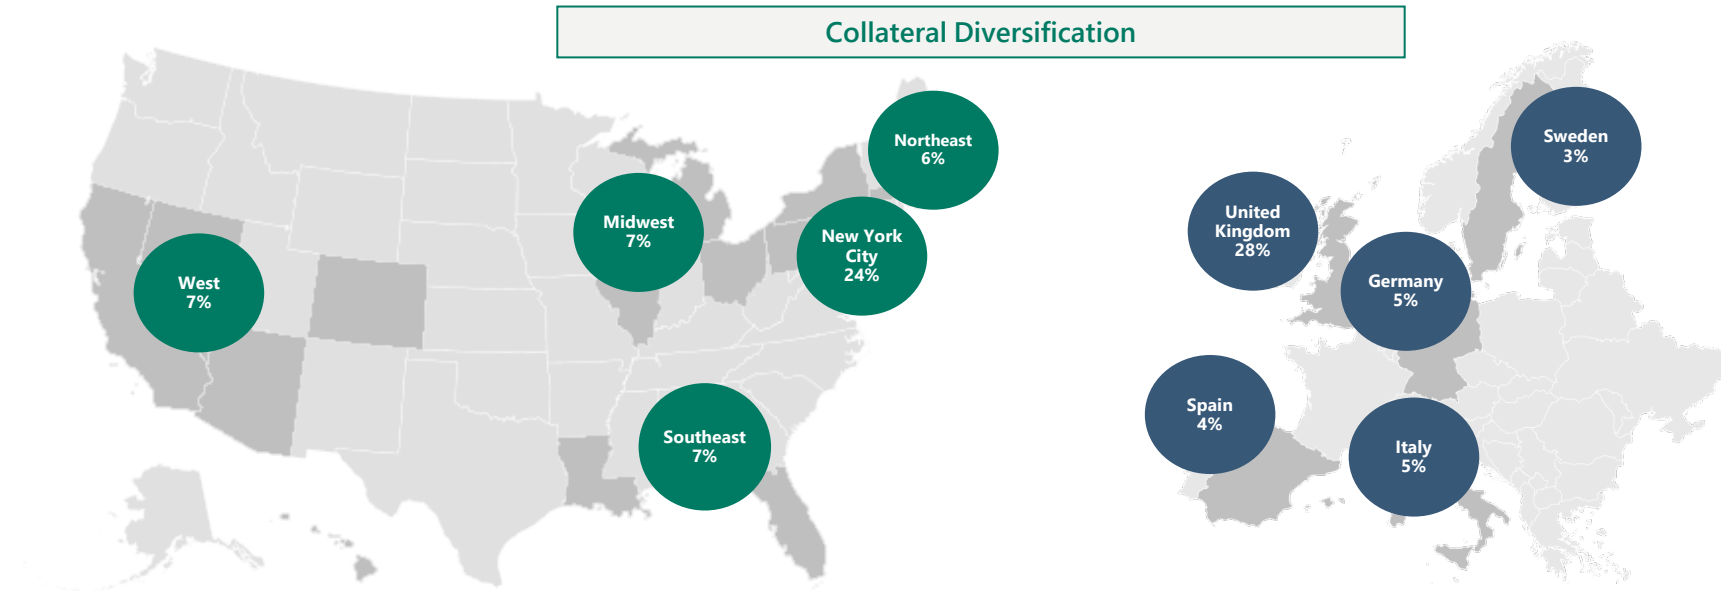 Collateral Diversification
Northeast
6%
Midwest
7%
New York
City
24%
West
7%
Southeast
7%
Sweden
3%
United
Kingdom
28%
Germany
5%
Spain
4%
Italy
5%